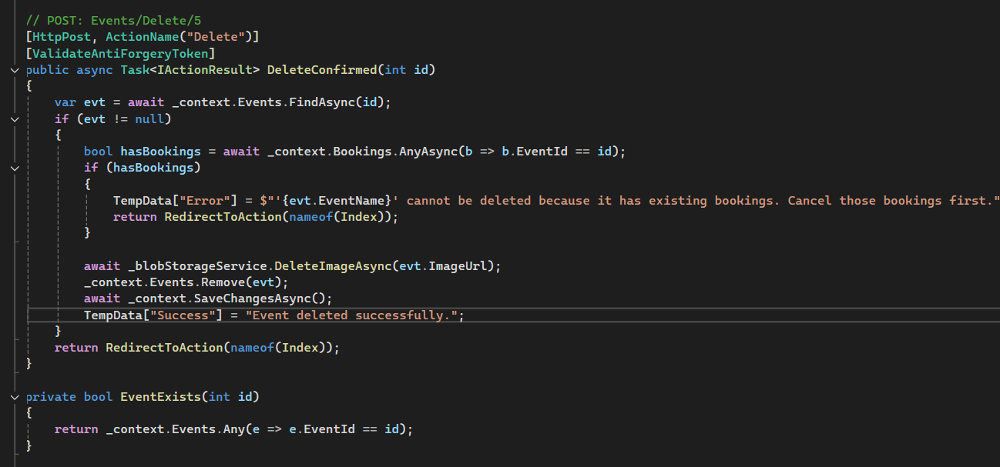 // POST: Events/Delete/5
[HttpPost, ActionName("Delete")]
[ValidateAntiForgeryToken]
public async Task<IActionResult> DeleteConfirmed(int id)
{
    var evt = await _context.Events.FindAsync(id);
    if (evt != null)
    {
        bool hasBookings = await _context.Bookings.AnyAsync(b => b.EventId == id);
        if (hasBookings)
        {
            TempData["Error"] = $"'{evt.EventName}' cannot be deleted because it has existing bookings. Cancel those bookings first."
            return RedirectToAction(nameof(Index));
        }

        await _blobStorageService.DeleteImageAsync(evt.ImageUrl);
        _context.Events.Remove(evt);
        await _context.SaveChangesAsync();
        TempData["Success"] = "Event deleted successfully.";
    }
    return RedirectToAction(nameof(Index));
}

private bool EventExists(int id)
{
    return _context.Events.Any(e => e.EventId == id);
}